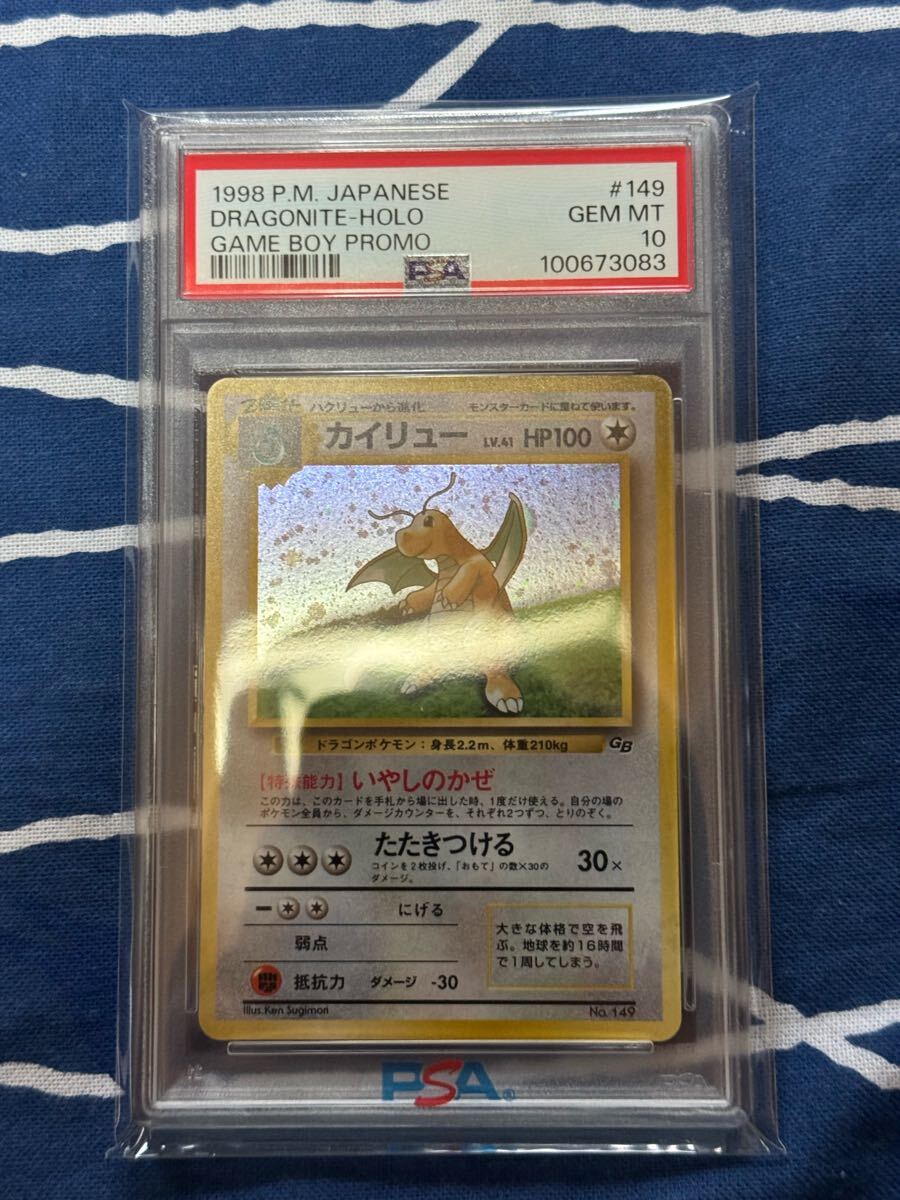 1998 P.M. JAPANESE #149
DRAGONITE-HOLO GEM MT
GAME BOY PROMO 10
PSA 100673083
2進化 ハクリューから進化 モンスターカードに重ねて使います。
カイリュー LV.41 HP100
ドラゴンポケモン：身長2.2m、体重210kg GB
【特殊能力】いやしのかぜ
この力は、このカードを手札から場に出した時、1度だけ使える。自分の場の
ポケモン全員から、ダメージカウンターを、それぞれ2つずつ、とりのぞく。
たたきつける 30×
コインを2枚投げ、「おもて」の数×30の
ダメージ。
− にげる
弱点
抵抗力 ダメージ -30
大きな体格で空を飛
ぶ。地球を約16時間
で1周してしまう。
Illus.Ken Sugimori No. 149
PSA®